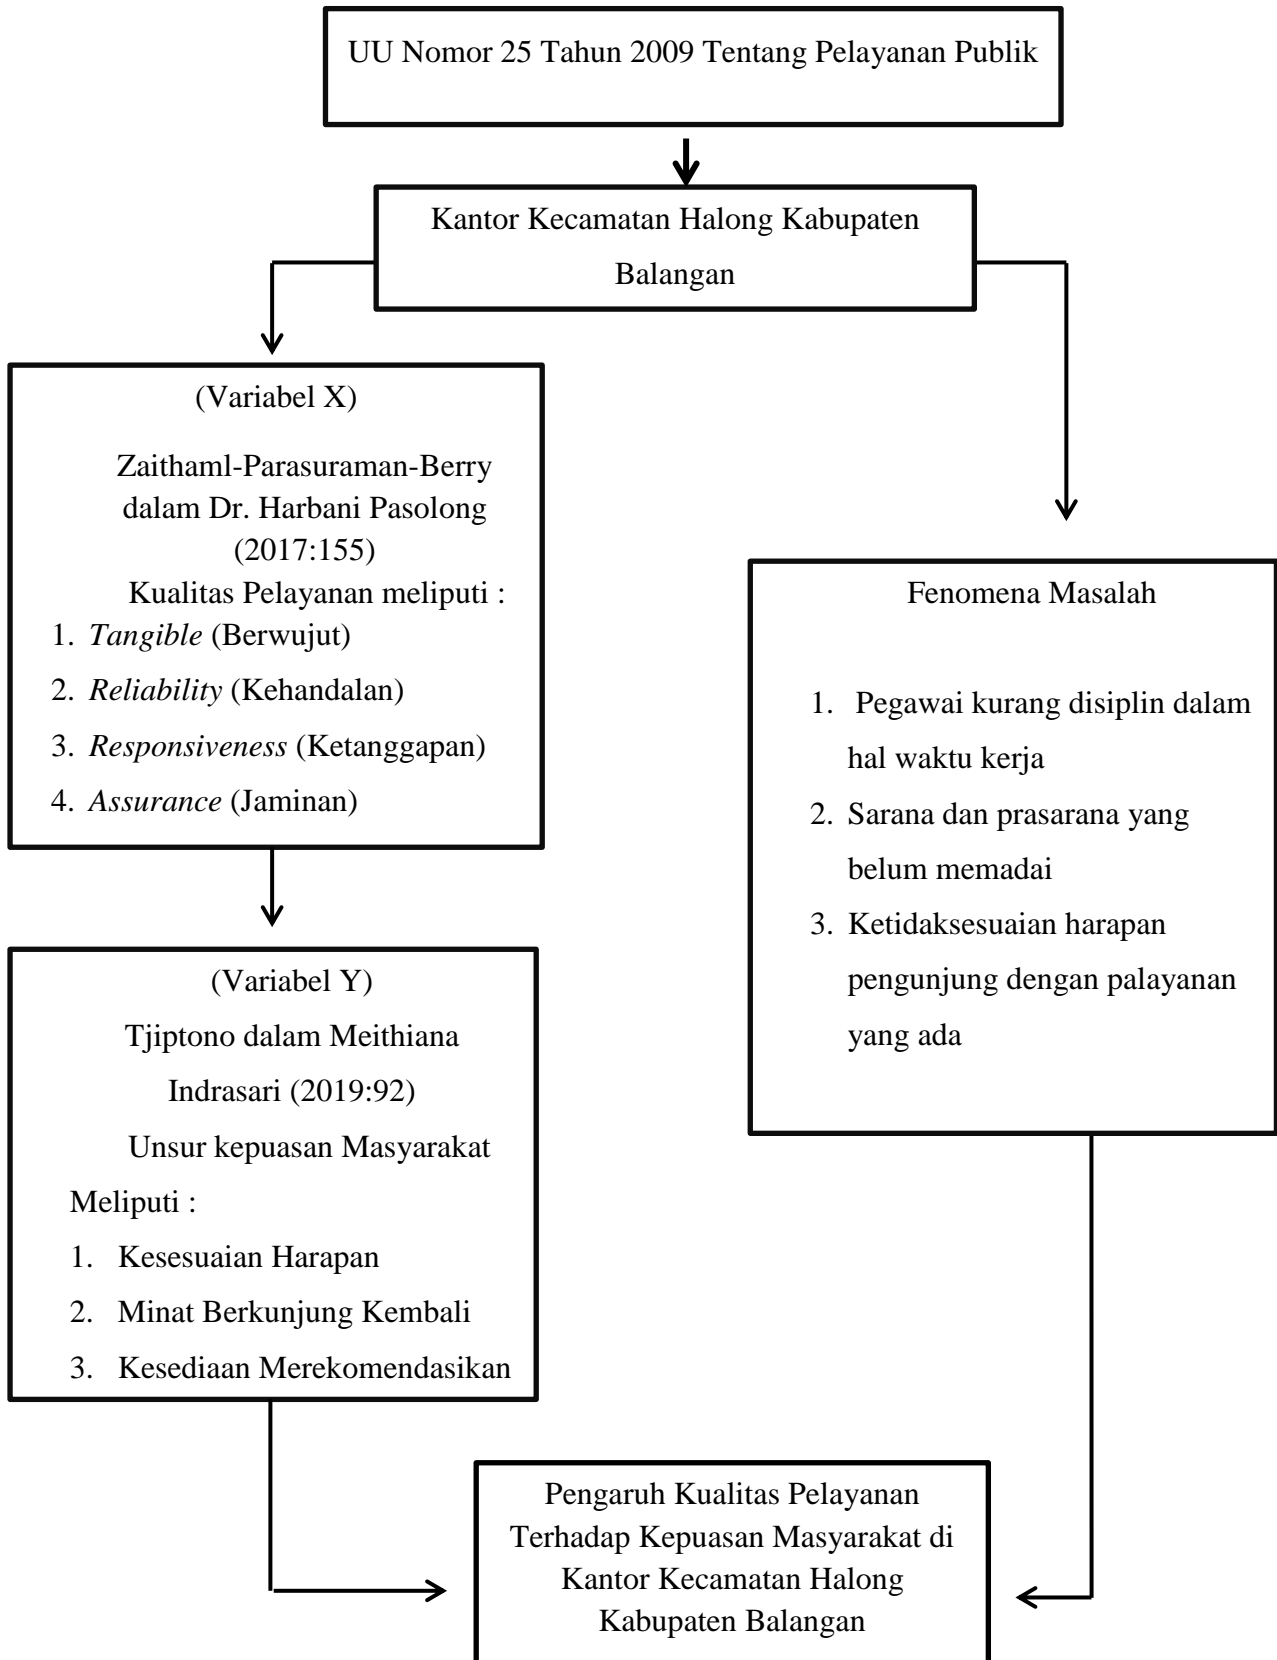 UU Nomor 25 Tahun 2009 Tentang Pelayanan Publik
Kantor Kecamatan Halong Kabupaten
Balangan
(Variabel X)
Zaithaml-Parasuraman-Berry
dalam Dr. Harbani Pasolong
(2017:155)
Kualitas Pelayanan meliputi :
1. Tangible (Berwujut)
2. Reliability (Kehandalan)
3. Responsiveness (Ketanggapan)
4. Assurance (Jaminan)
Fenomena Masalah
1. Pegawai kurang disiplin dalam
hal waktu kerja
2. Sarana dan prasarana yang
belum memadai
3. Ketidaksesuaian harapan
pengunjung dengan palayanan
yang ada
(Variabel Y)
Tjiptono dalam Meithiana
Indrasari (2019:92)
Unsur kepuasan Masyarakat
Meliputi :
1. Kesesuaian Harapan
2. Minat Berkunjung Kembali
3. Kesediaan Merekomendasikan
Pengaruh Kualitas Pelayanan
Terhadap Kepuasan Masyarakat di
Kantor Kecamatan Halong
Kabupaten Balangan